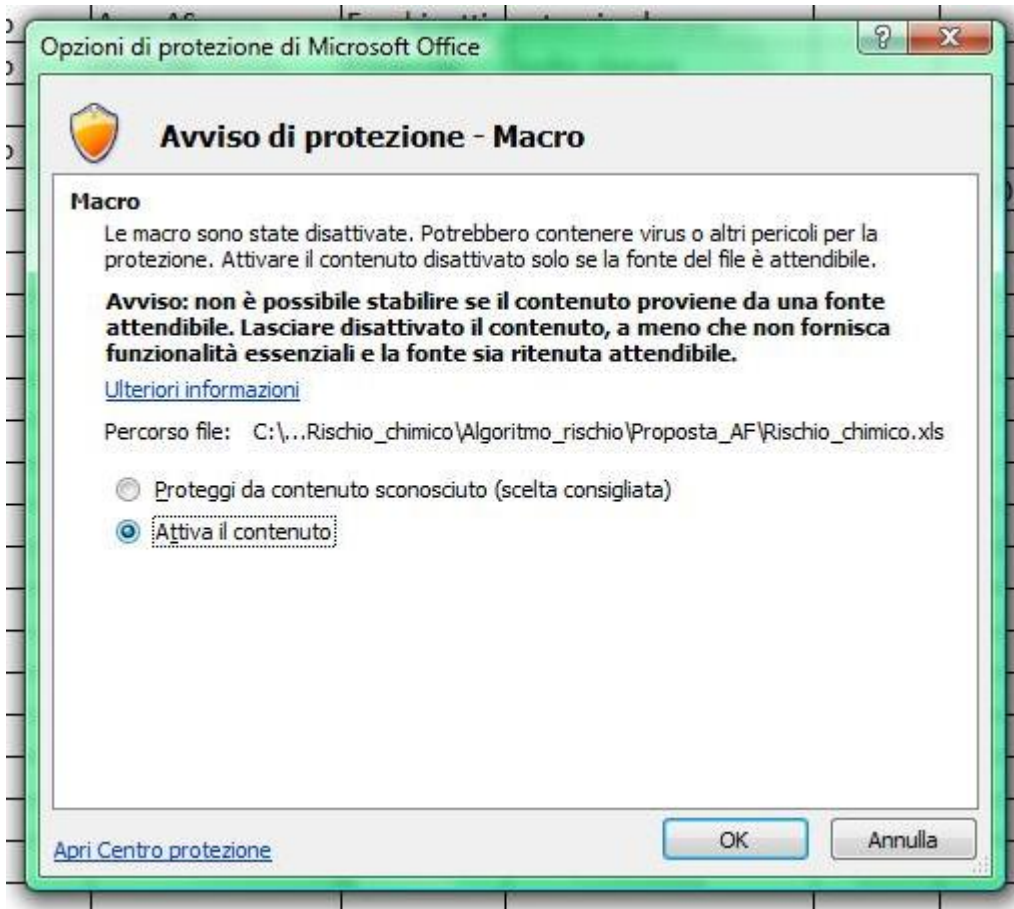 Opzioni di protezione di Microsoft Office
Avviso di protezione - Macro
Macro
Le macro sono state disattivate. Potrebbero contenere virus o altri pericoli per la
protezione. Attivare il contenuto disattivato solo se la fonte del file è attendibile.
Avviso: non è possibile stabilire se il contenuto proviene da una fonte
attendibile. Lasciare disattivato il contenuto, a meno che non fornisca
funzionalità essenziali e la fonte sia ritenuta attendibile.
Ulteriori informazioni
Percorso file: C:\...Rischio_chimico\Algoritmo_rischio\Proposta_AF\Rischio_chimico.xls
Proteggi da contenuto sconosciuto (scelta consigliata)
Attiva il contenuto
Apri Centro protezione
OK
Annulla